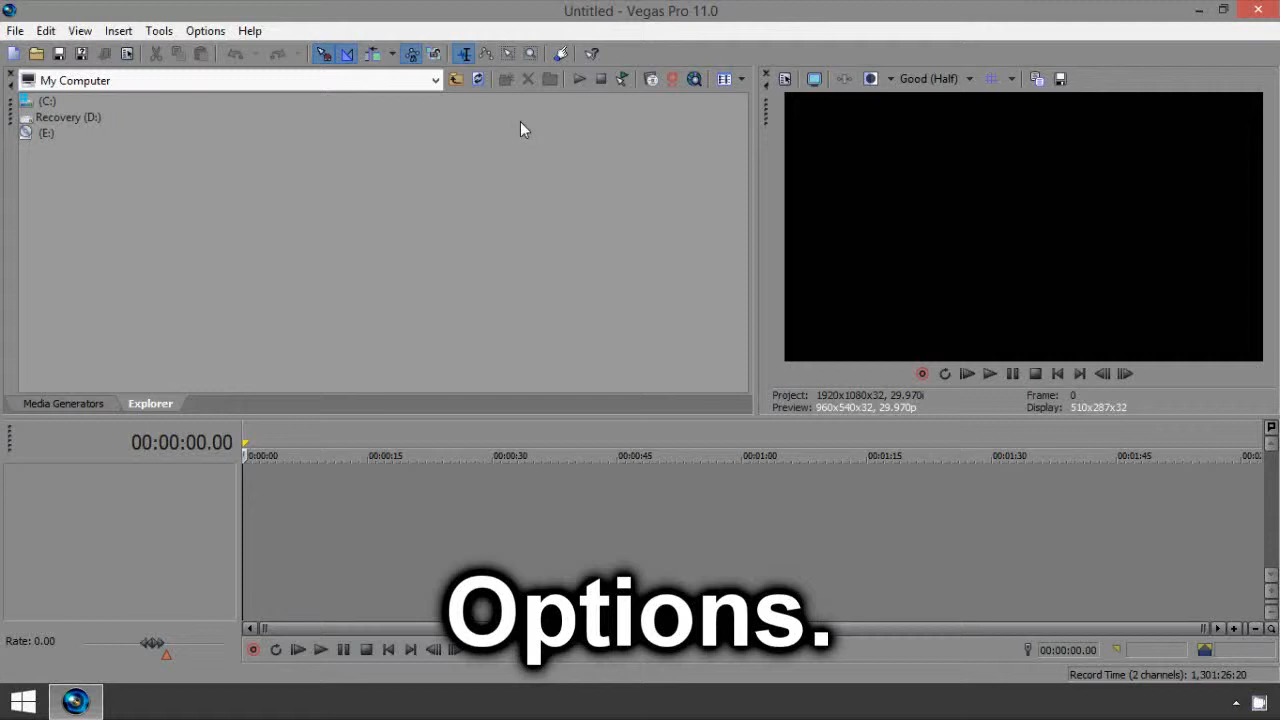 Untitled - Vegas Pro 11.0
File Edit View Insert Tools Options Help
My Computer
Good (Half)
(C:)
Recovery (D:)
(E:)
Media Generators Explorer
Project: 1920x1080x32, 29.970i
Frame: 0
Preview: 960x540x32, 29.970p
Display: 510x287x32
00:00:00.00
00:00:15 00:00:30 00:00:45 00:01:00 00:01:15 00:01:30 00:01:45
Options.
Rate: 0.00
00:00:00.00
Record Time (2 channels): 1,301:26:20